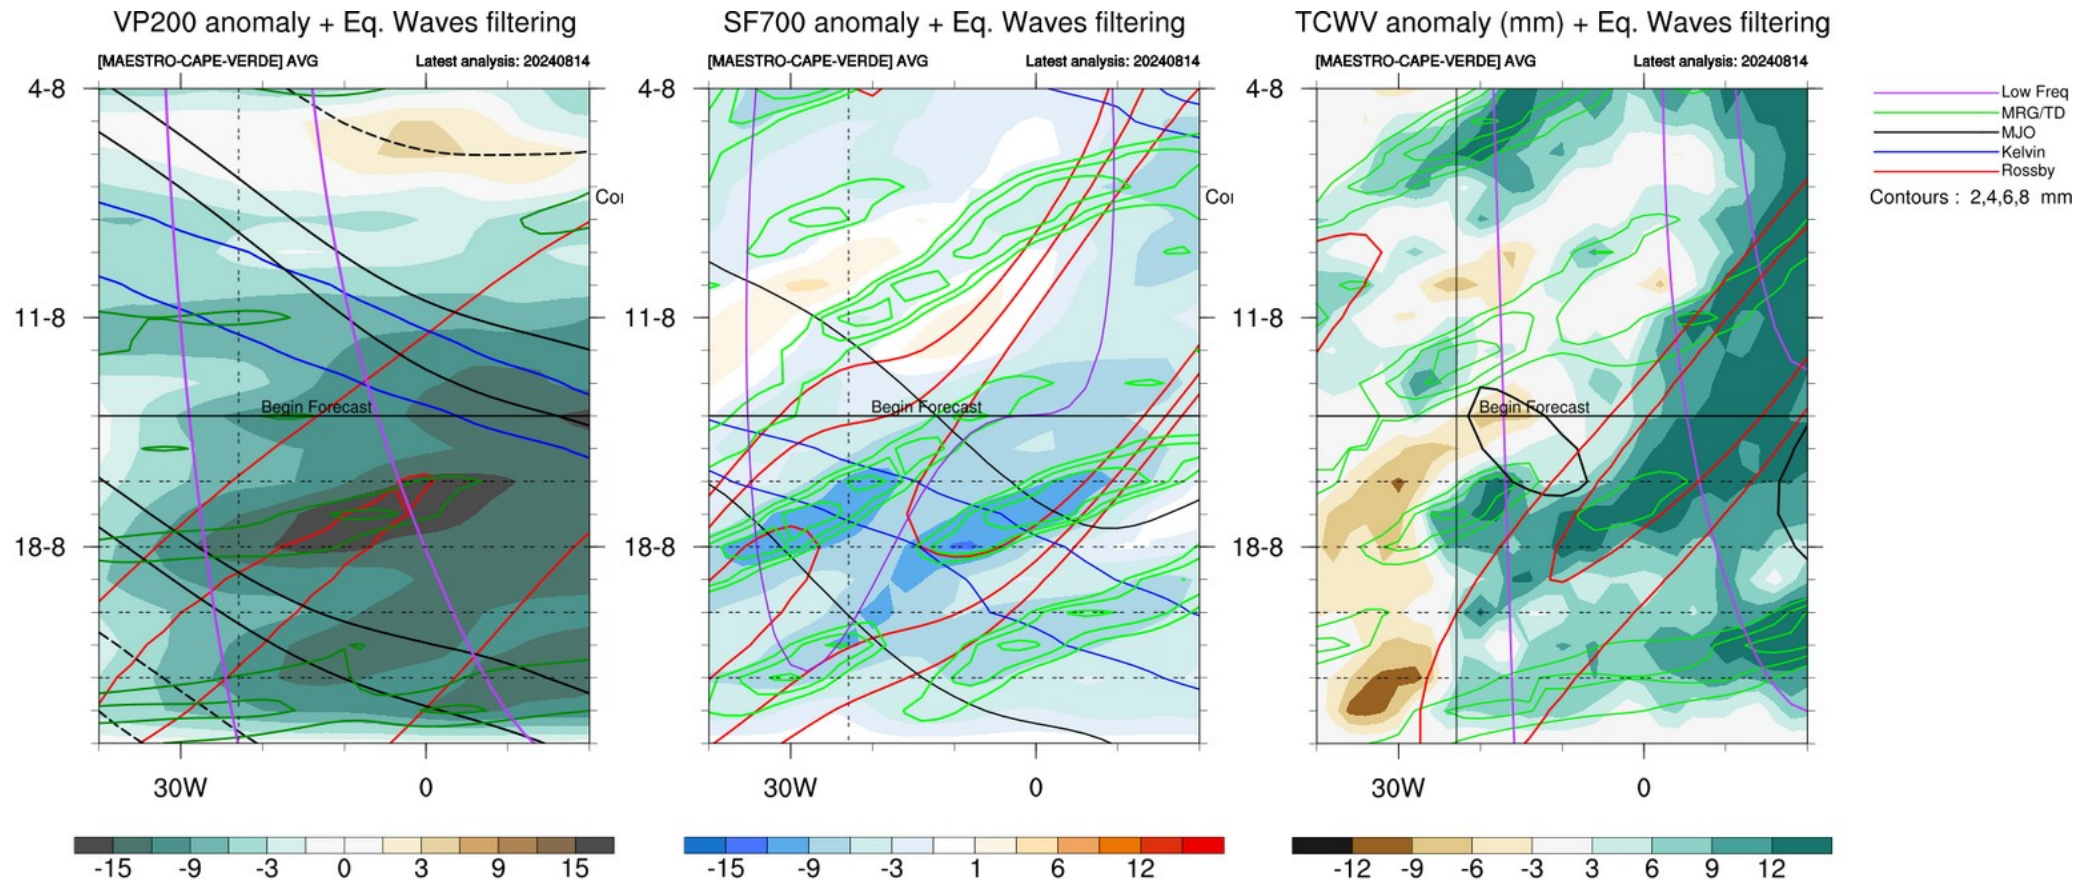 VP200 anomaly + Eq. Waves filtering
[MAESTRO-CAPE-VERDE] AVG
Latest analysis: 20240814
4-8
11-8
18-8
Begin Forecast
30W
0
-15 -9 -3 0 3 9 15
Coı
SF700 anomaly + Eq. Waves filtering
[MAESTRO-CAPE-VERDE] AVG
Latest analysis: 20240814
4-8
11-8
18-8
Begin Forecast
30W
0
-15 -9 -3 1 6 12
Coı
TCWV anomaly (mm) + Eq. Waves filtering
[MAESTRO-CAPE-VERDE] AVG
Latest analysis: 20240814
4-8
11-8
18-8
Begin Forecast
30W
0
-12 -9 -6 -3 3 6 9 12
Low Freq
MRG/TD
MJO
Kelvin
Rossby
Contours : 2,4,6,8 mm